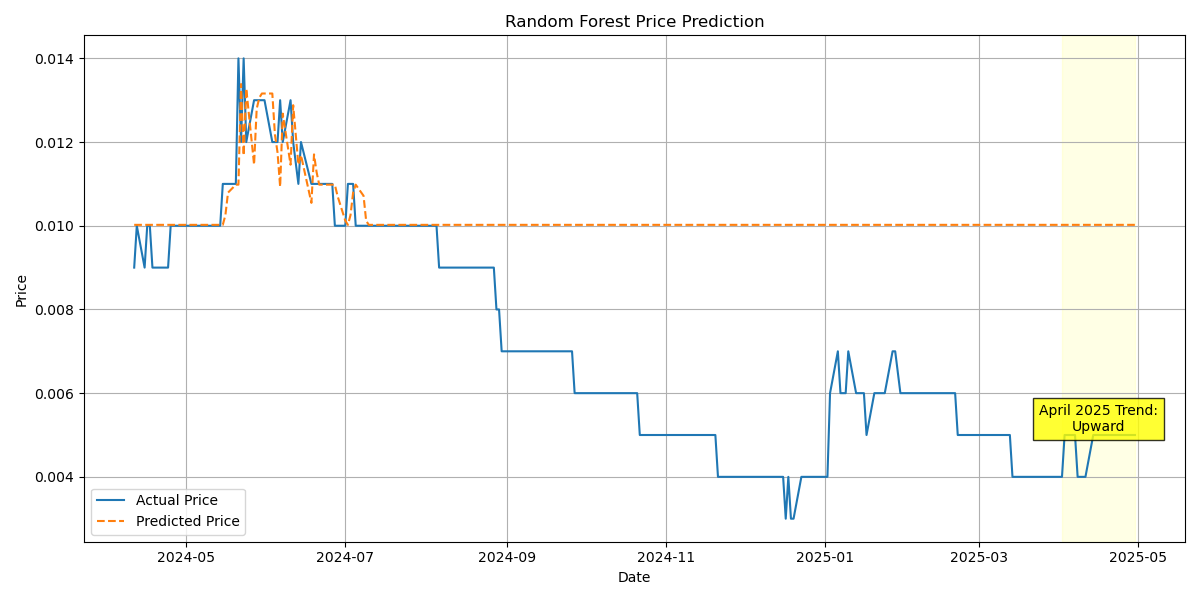 Random Forest Price Prediction
Price
0.014
0.012
0.010
0.008
0.006
0.004
April 2025 Trend:
Upward
Actual Price
Predicted Price
2024-05
2024-07
2024-09
2024-11
2025-01
2025-03
2025-05
Date